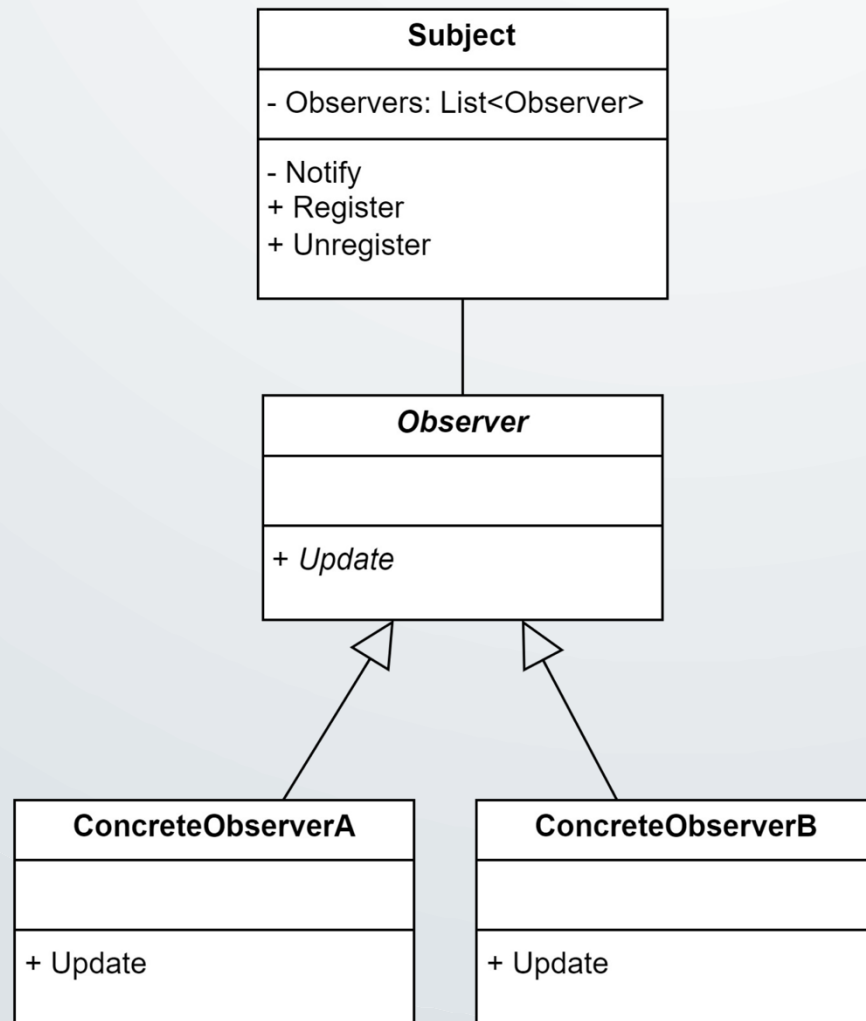 Subject
- Observers: List<Observer>
- Notify
+ Register
+ Unregister
Observer
+ Update
ConcreteObserverA
ConcreteObserverB
+ Update
+ Update